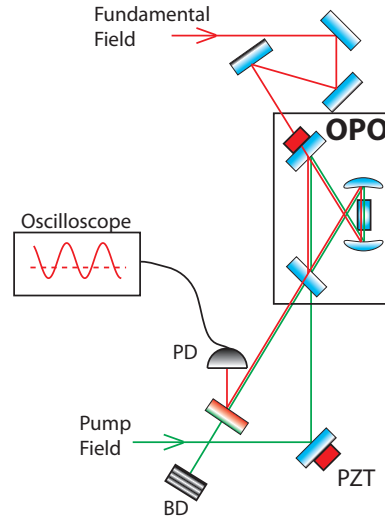 Fundamental
Field
OPO
Oscilloscope
PD
Pump
Field
PZT
BD